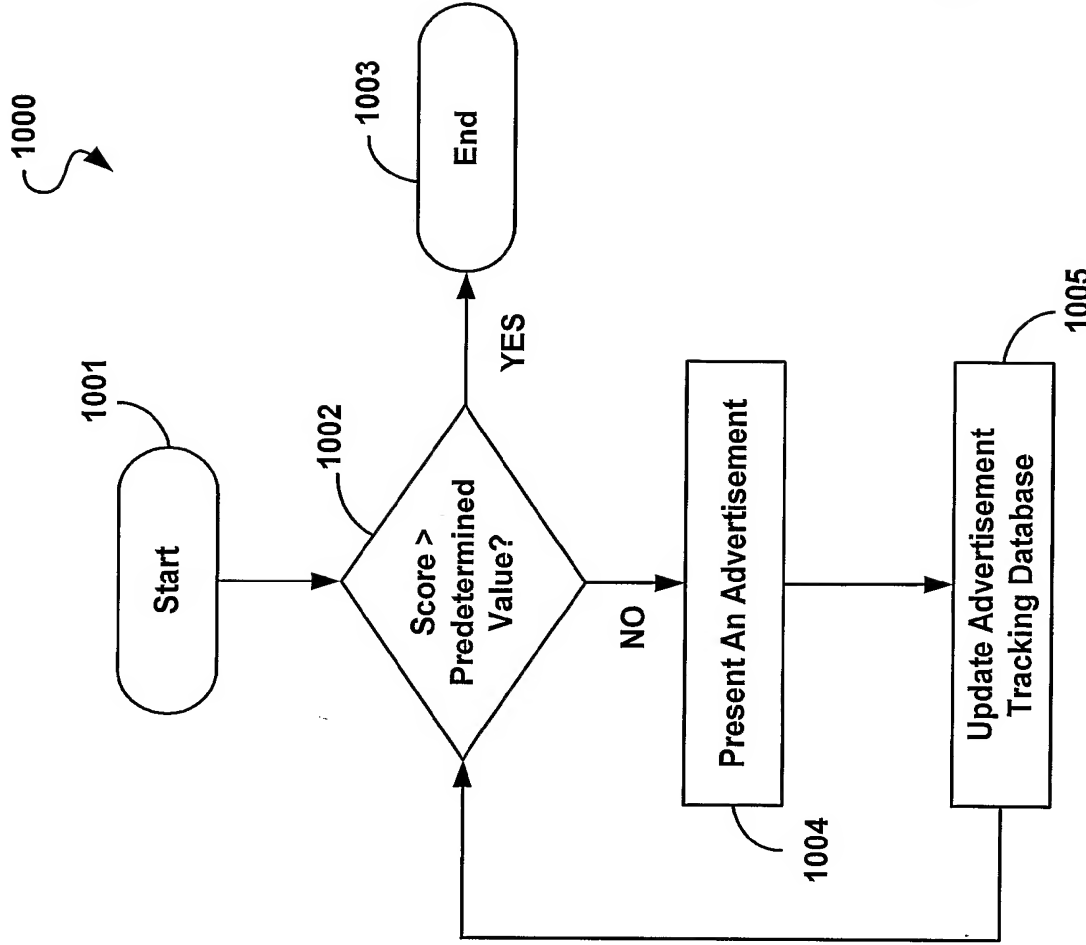 1000
1001
Start
1002
Score >
Predetermined
Value?
YES
1003
End
NO
1004
Present An Advertisement
1005
Update Advertisement
Tracking Database